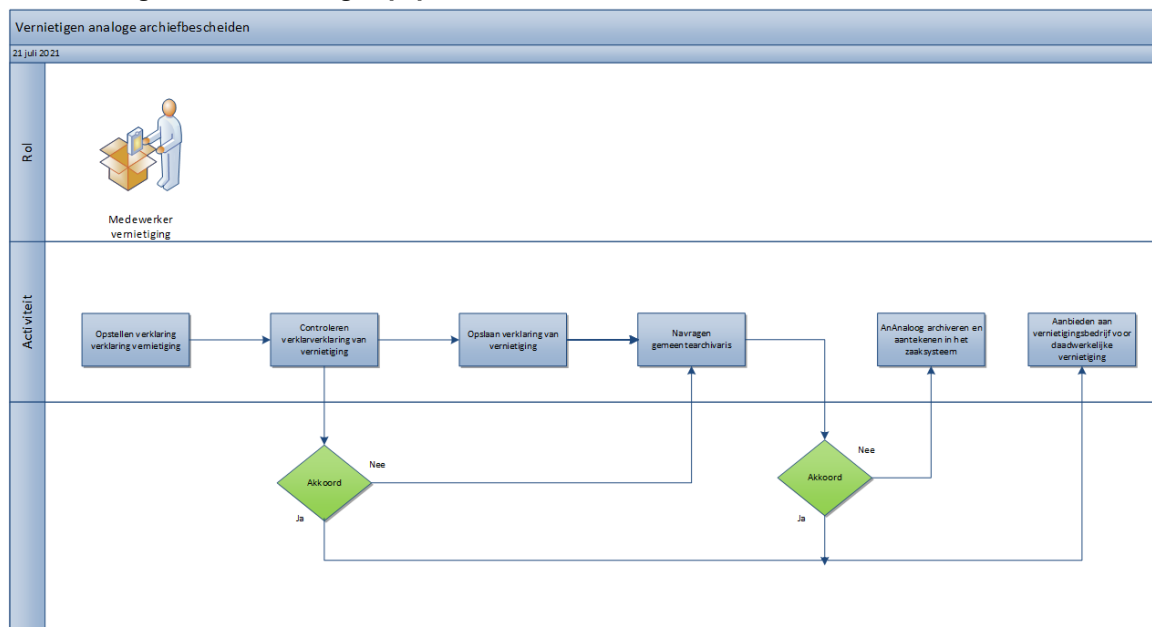 Vernietigen analoge archiefbescheiden
21 juli 2021
Rol
Medewerker
vernietiging
Activiteit
Opstellen verklaring
verklaring vernietiging
Controleren
verklarverklaring van
vernietiging
Opslaan verklaring van
vernietiging
Navragen
gemeentearchivaris
AnAnaloog archiveren en
aantekenen in het
zaaksysteem
Aanbieden aan
vernietigingsbedrijf voor
daadwerkelijke
vernietiging
Akkoord
Nee
Ja
Akkoord
Nee
Ja